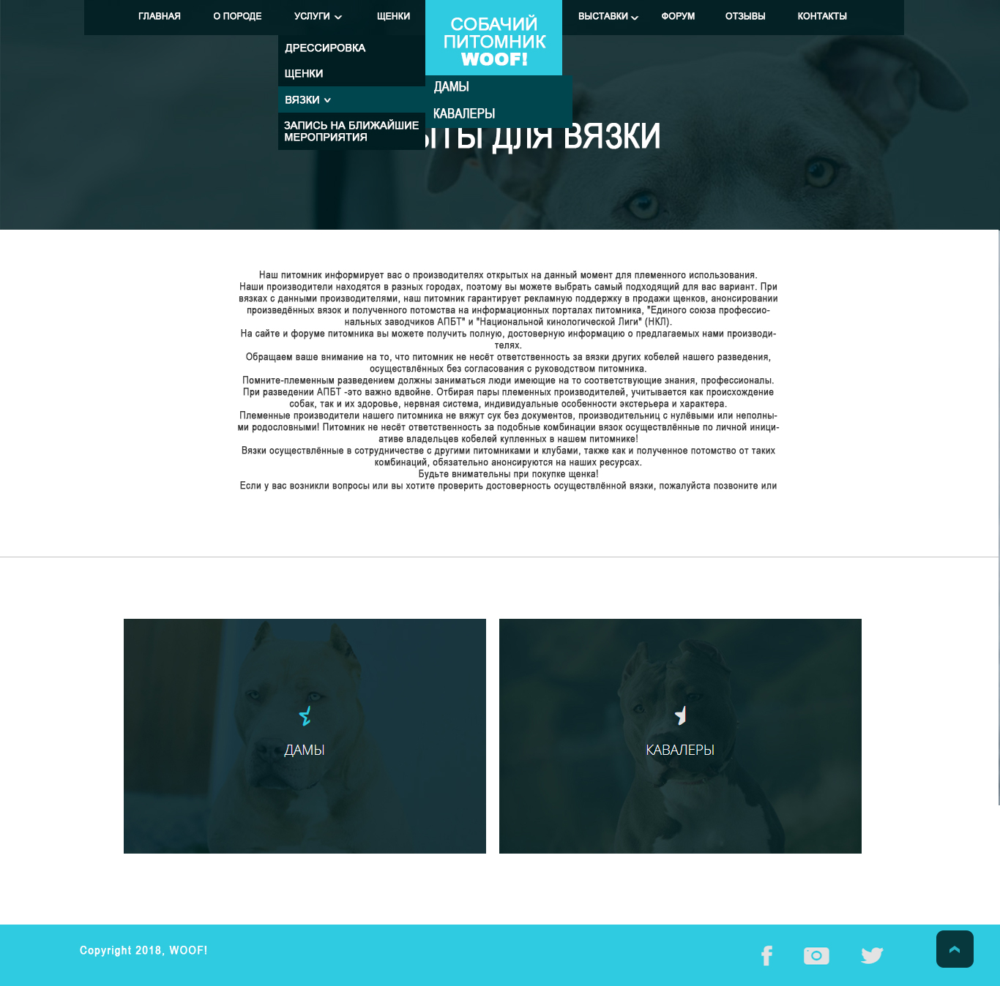 ГЛАВНАЯ
О ПОРОДЕ
УСЛУГИ
ЩЕНКИ
СОБАЧИЙ
ПИТОМНИК
WOOF!
ВЫСТАВКИ
ФОРУМ
ОТЗЫВЫ
КОНТАКТЫ
ДРЕССИРОВКА
ЩЕНКИ
ВЯЗКИ
ЗАПИСЬ НА БЛИЖАЙШИЕ
МЕРОПРИЯТИЯ
ДАМЫ
КАВАЛЕРЫ
ЫТЫ ДЛЯ ВЯЗКИ
Наш питомник информирует вас о производителях открытых на данный момент для племенного использования.
Наши производители находятся в разных городах, поэтому вы можете выбрать самый подходящий для вас вариант. При
вязках с данными производителями, наш питомник гарантирует рекламную поддержку в продажи щенков, анонсировании
произведённых вязок и полученного потомства на информационных порталах питомника, "Единого союза профессио-
нальных заводчиков АПБТ" и "Национальной кинологической Лиги" (НКЛ).
На сайте и форуме питомника вы можете получить полную, достоверную информацию о предлагаемых нами производи-
телях.
Обращаем ваше внимание на то, что питомник не несёт ответственность за вязки других кобелей нашего разведения,
осуществлённых без согласования с руководством питомника.
Помните-племенным разведением должны заниматься люди имеющие на то соответствующие знания, профессионалы.
При разведении АПБТ -это важно вдвойне. Отбирая пары племенных производителей, учитывается как происхождение
собак, так и их здоровье, нервная система, индивидуальные особенности экстерьера и характера.
Племенные производители нашего питомника не вяжут сук без документов, производительниц с нулёвыми или неполны-
ми родословными! Питомник не несёт ответственность за подобные комбинации вязок осуществлённые по личной иници-
ативе владельцев кобелей купленных в нашем питомнике!
Вязки осуществлённые в сотрудничестве с другими питомниками и клубами, также как и полученное потомство от таких
комбинаций, обязательно анонсируются на наших ресурсах.
Будьте внимательны при покупке щенка!
Если у вас возникли вопросы или вы хотите проверить достоверность осуществлённой вязки, пожалуйста позвоните или
ДАМЫ
КАВАЛЕРЫ
Copyright 2018, WOOF!